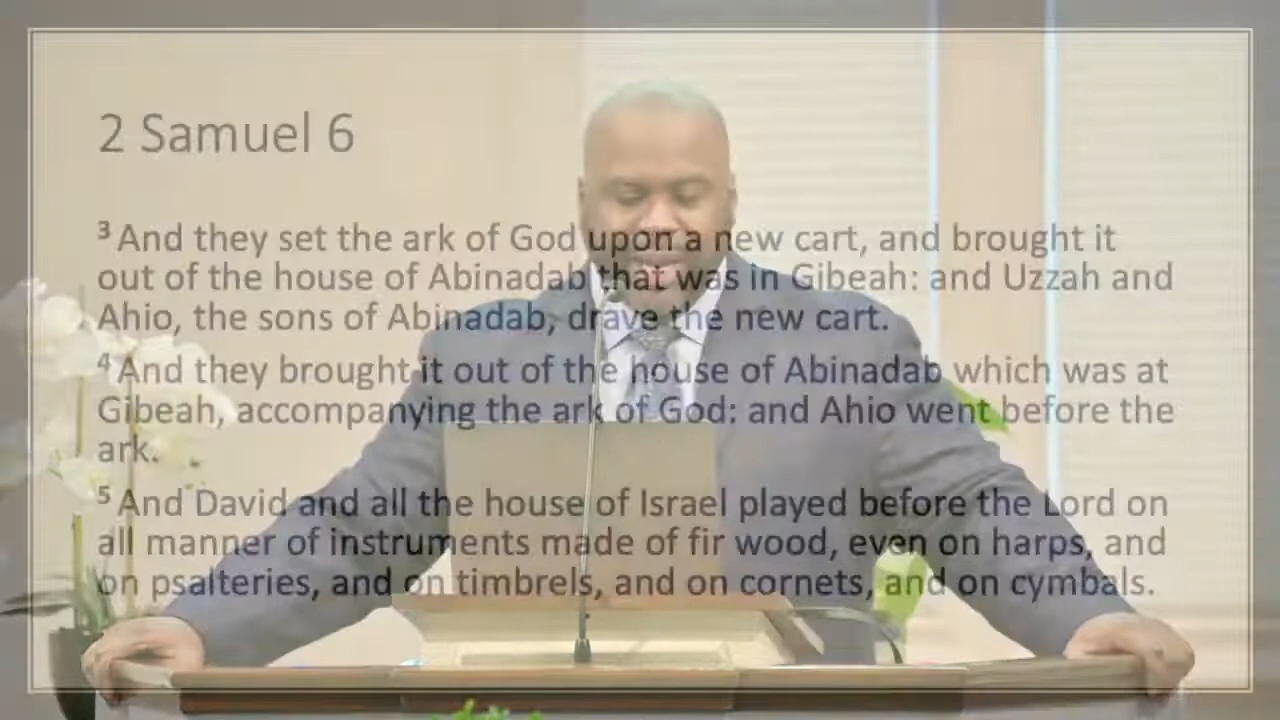 2 Samuel 6
³ And they set the ark of God upon a new cart, and brought it
out of the house of Abinadab that was in Gibeah: and Uzzah and
Ahio, the sons of Abinadab, drave the new cart.
⁴ And they brought it out of the house of Abinadab which was at
Gibeah, accompanying the ark of God: and Ahio went before the
ark.
⁵ And David and all the house of Israel played before the Lord on
all manner of instruments made of fir wood, even on harps, and
on psalteries, and on timbrels, and on cornets, and on cymbals.